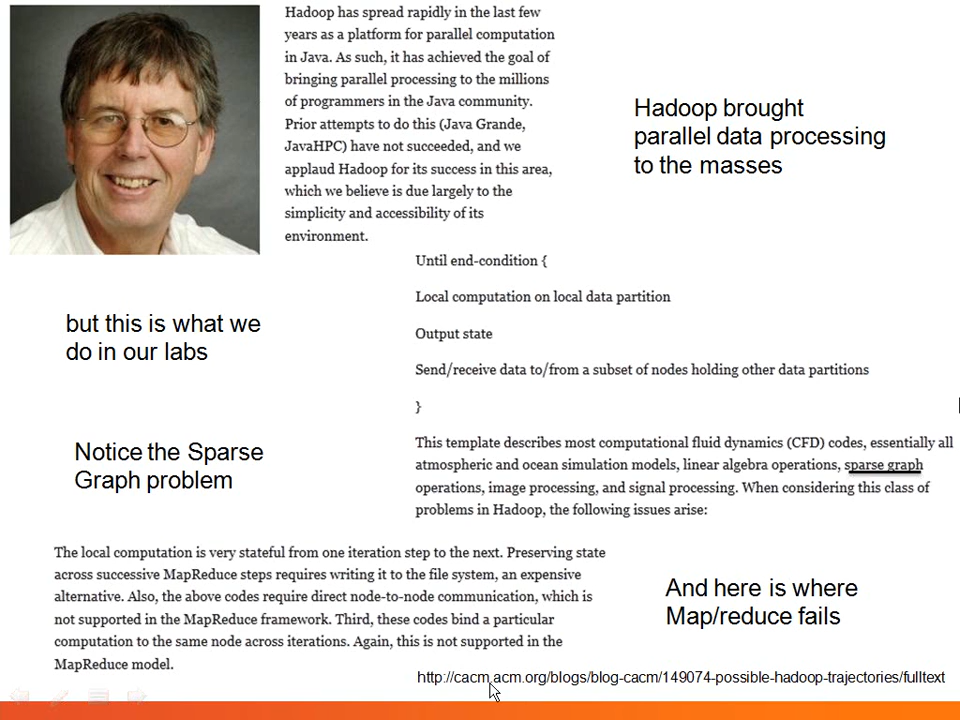 Hadoop has spread rapidly in the last few
years as a platform for parallel computation
in Java. As such, it has achieved the goal of
bringing parallel processing to the millions
of programmers in the Java community.
Prior attempts to do this (Java Grande,
JavaHPC) have not succeeded, and we
applaud Hadoop for its success in this area,
which we believe is due largely to the
simplicity and accessibility of its
environment.
Hadoop brought
parallel data processing
to the masses
Until end-condition {
Local computation on local data partition
Output state
Send/receive data to/from a subset of nodes holding other data partitions
}
but this is what we
do in our labs
Notice the Sparse
Graph problem
This template describes most computational fluid dynamics (CFD) codes, essentially all
atmospheric and ocean simulation models, linear algebra operations, sparse graph
operations, image processing, and signal processing. When considering this class of
problems in Hadoop, the following issues arise:
The local computation is very stateful from one iteration step to the next. Preserving state
across successive MapReduce steps requires writing it to the file system, an expensive
alternative. Also, the above codes require direct node-to-node communication, which is
not supported in the MapReduce framework. Third, these codes bind a particular
computation to the same node across iterations. Again, this is not supported in the
MapReduce model.
And here is where
Map/reduce fails
http://cacm.acm.org/blogs/blog-cacm/149074-possible-hadoop-trajectories/fulltext